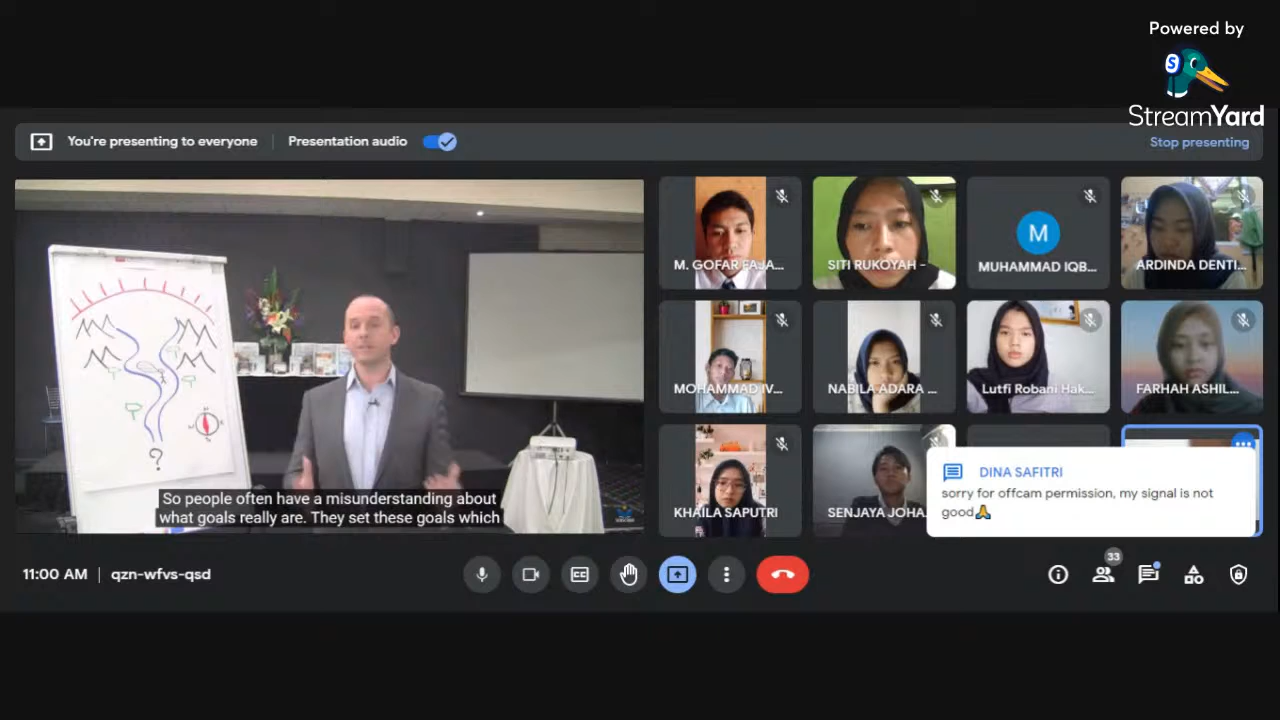 Powered by
StreamYard
You're presenting to everyone
Presentation audio
Stop presenting
M. GOFAR FAJA...
SITI RUKOYAH -
MUHAMMAD IQB...
M
ARDINDA DENTI...
MOHAMMAD IV...
NABILA ADARA ...
Lutfi Robani Hak...
FARHAH ASHIL...
KHAILA SAPUTRI
SENJAYA JOHA
DINA SAFITRI
sorry for offcam permission, my signal is not
good🙏
?
So people often have a misunderstanding about
what goals really are. They set these goals which
11:00 AM | qzn-wfvs-qsd
33